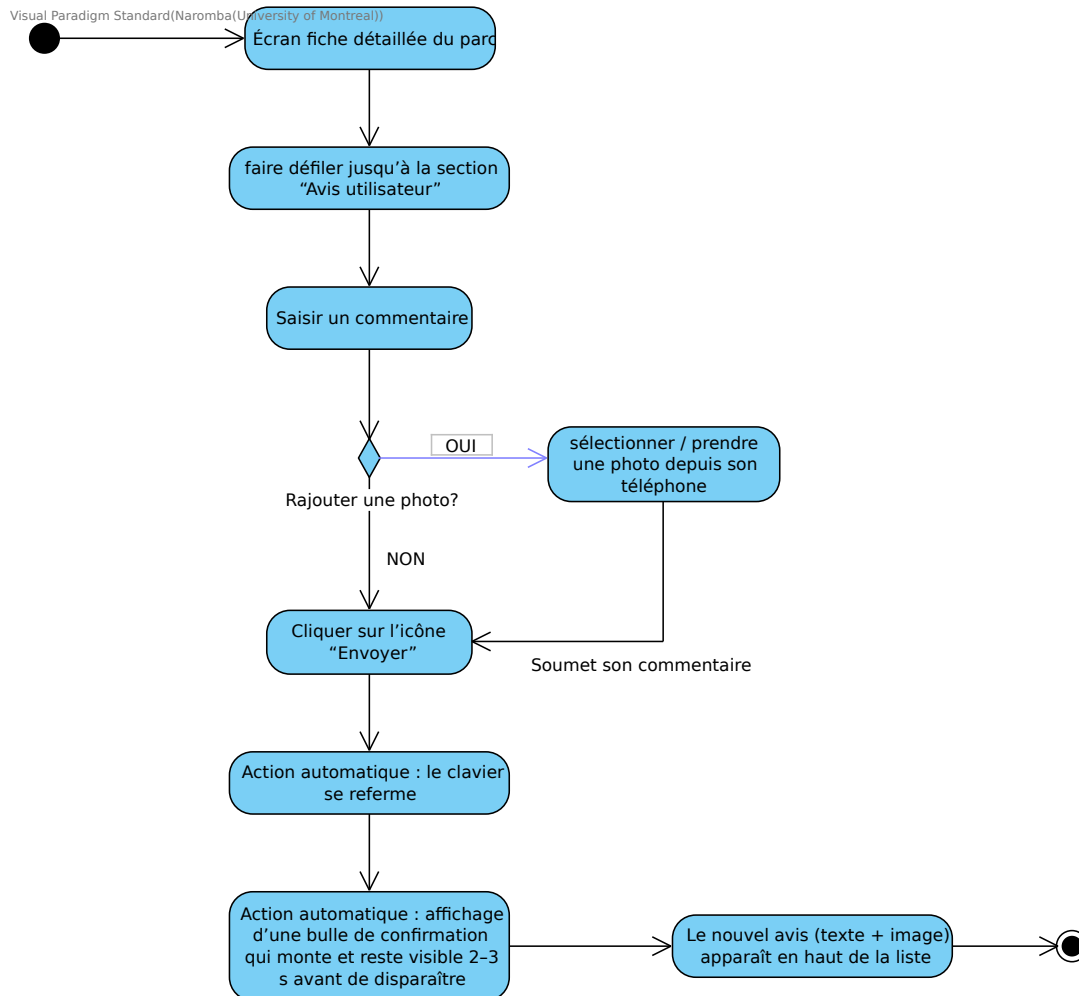 Visual Paradigm Standard(Naromba(University of Montreal))
Écran fiche détaillée du parc
faire défiler jusqu’à la section
“Avis utilisateur”
Saisir un commentaire
OUI
sélectionner / prendre
une photo depuis son
téléphone
Rajouter une photo?
NON
Cliquer sur l’icône
“Envoyer”
Soumet son commentaire
Action automatique : le clavier
se referme
Action automatique : affichage
d’une bulle de confirmation
qui monte et reste visible 2–3
s avant de disparaître
Le nouvel avis (texte + image)
apparaît en haut de la liste